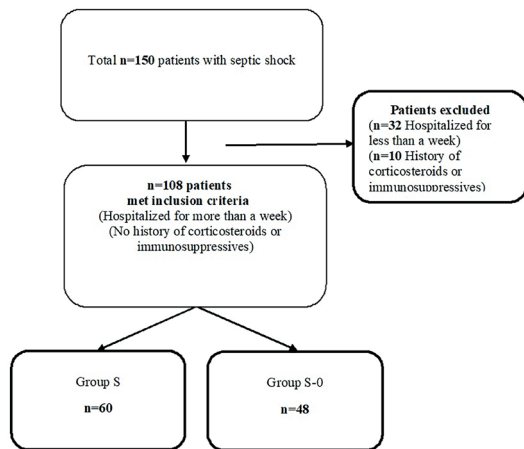 Total n=150 patients with septic shock
Patients excluded
(n=32 Hospitalized for
less than a week)
(n=10 History of
corticosteroids or
immunosuppressives)
n=108 patients
met inclusion criteria
(Hospitalized for more than a week)
(No history of corticosteroids or
immunosuppressives)
Group S
n=60
Group S-0
n=48